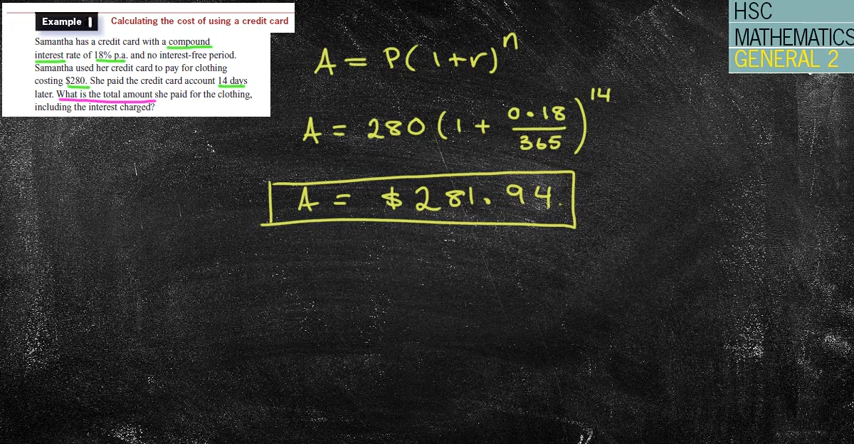 Example 1 Calculating the cost of using a credit card
Samantha has a credit card with a compound
interest rate of 18% p.a. and no interest-free period.
Samantha used her credit card to pay for clothing
costing $280. She paid the credit card account 14 days
later. What is the total amount she paid for the clothing,
including the interest charged?
HSC
MATHEMATICS
GENERAL 2
A = P(1+r)^n
A = 280 (1 + 0.18/365)^14
A = $281.94.